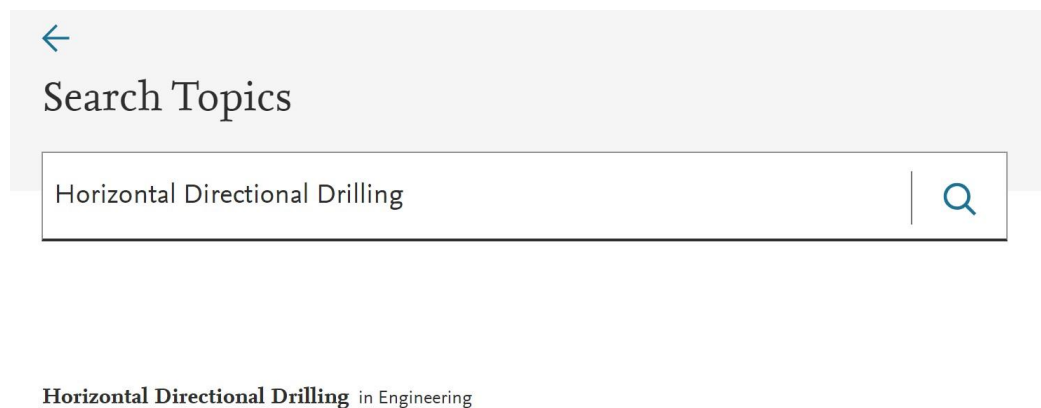 Search Topics
Horizontal Directional Drilling
Horizontal Directional Drilling in Engineering